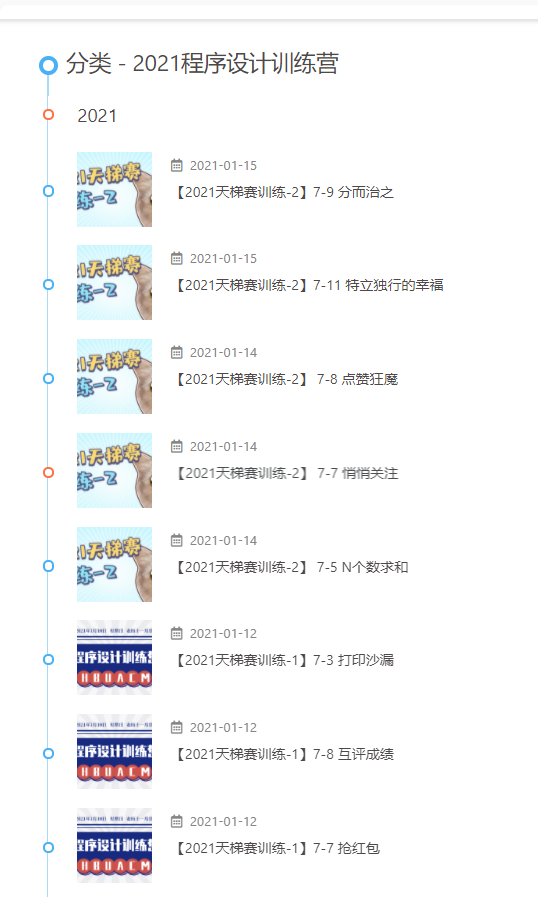 分类 - 2021程序设计训练营
2021
2021-01-15
【2021天梯赛训练-2】7-9 分而治之
2021-01-15
【2021天梯赛训练-2】7-11 特立独行的幸福
2021-01-14
【2021天梯赛训练-2】 7-8 点赞狂魔
2021-01-14
【2021天梯赛训练-2】 7-7 悄悄关注
2021-01-14
【2021天梯赛训练-2】 7-5 N个数求和
2021-01-12
【2021天梯赛训练-1】7-3 打印沙漏
2021-01-12
【2021天梯赛训练-1】7-8 互评成绩
2021-01-12
【2021天梯赛训练-1】7-7 抢红包